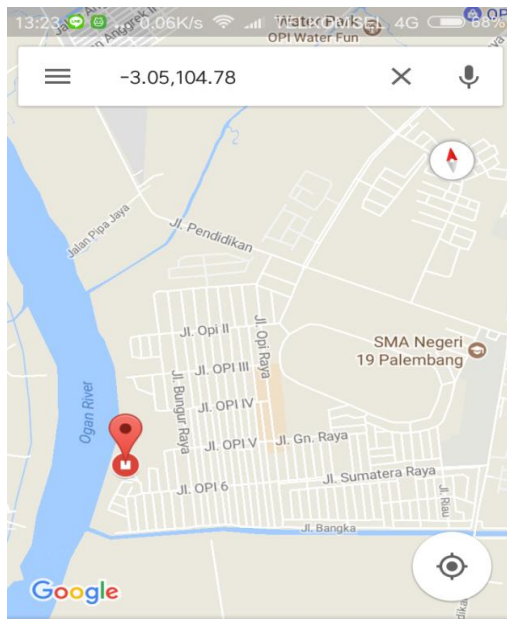 13:23
0.06K/s
TELKOMSEL 4G
68%
Water Park
OPI Water Fun
-3.05,104.78
Jalan Pipa Jaya
Jl. Pendidikan
Jl. Opi II
Jl. Opi Raya
SMA Negeri
19 Palembang
Jl. OPI III
Jl. Bungur Raya
Jl. OPI IV
Ogan River
Jl. OPI V
Jl. Gn. Raya
Jl. Sumatera Raya
Jl. OPI 6
Jl. Riau
Jl. Bangka
Google